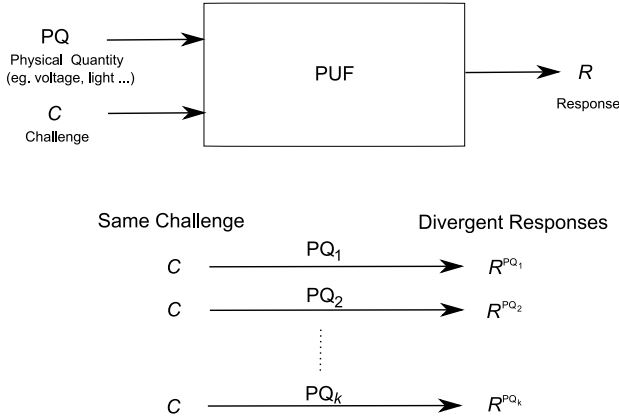 PQ
Physical Quantity
(eg. voltage, light ...)
C
Challenge
PUF
R
Response
Same Challenge
Divergent Responses
C PQ1 R^PQ1
C PQ2 R^PQ2
C PQk R^PQk